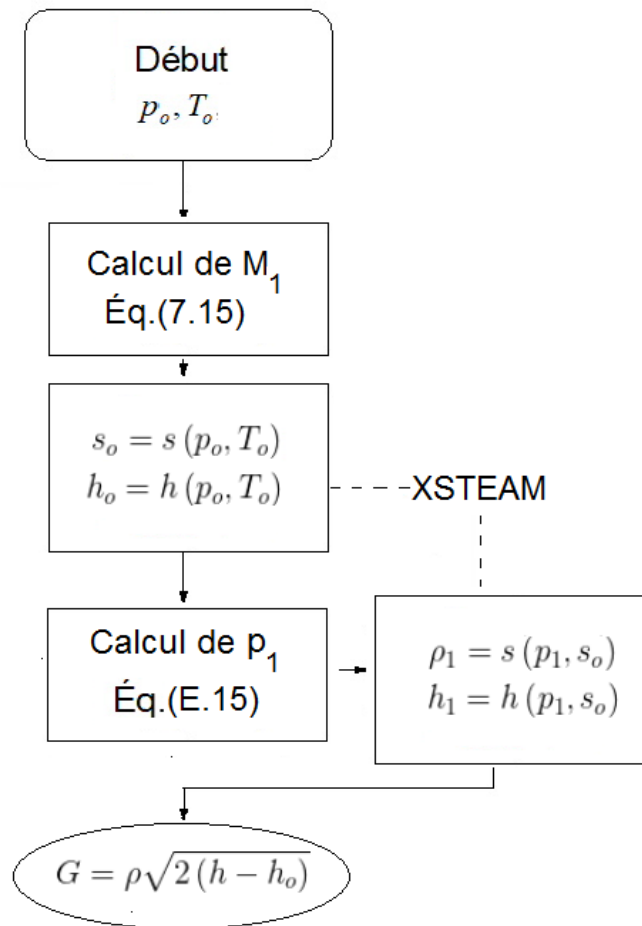 Début
p_o, T_o,
Calcul de M_1
Éq.(7.15)
s_o = s (p_o, T_o)
h_o = h (p_o, T_o)
XSTEAM
Calcul de p_1
Éq.(E.15)
ρ_1 = s (p_1, s_o)
h_1 = h (p_1, s_o)
G = ρ√2 (h − h_o)